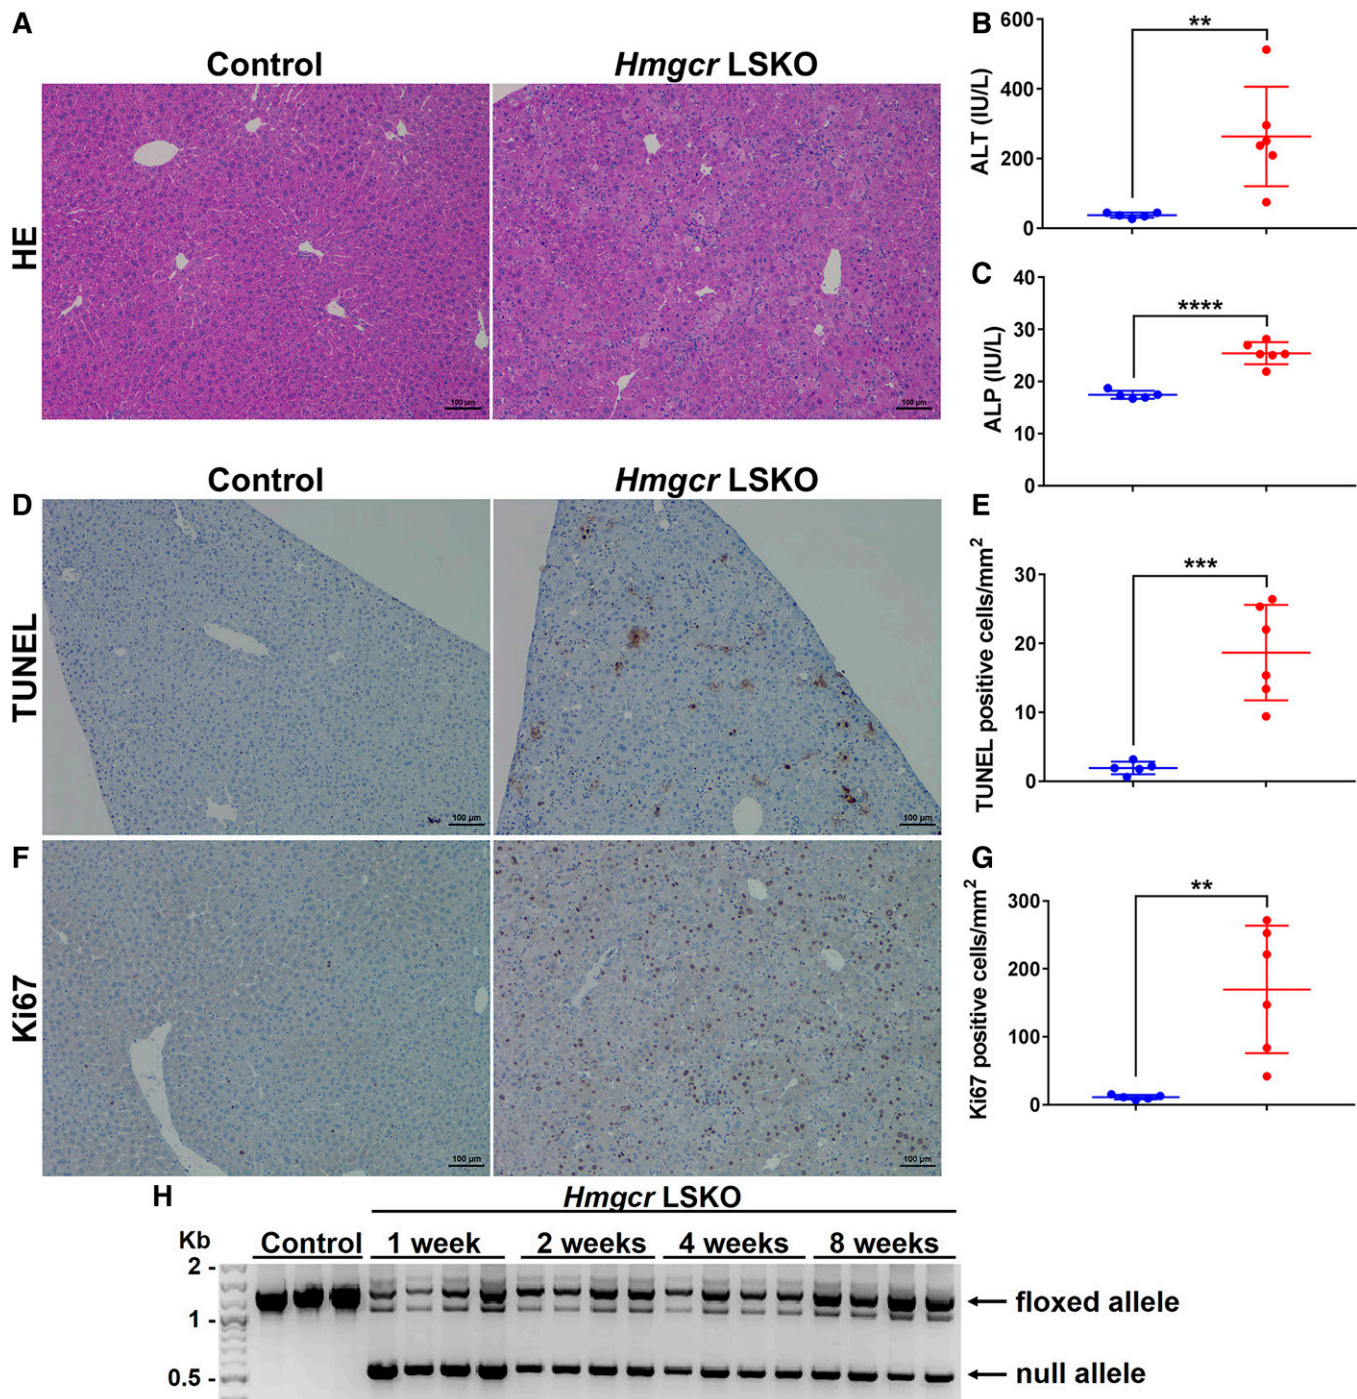 A
Control
Hmgcr LSKO
HE
100 µm
100 µm
B
ALT (IU/L)
600
400
200
0
**
C
ALP (IU/L)
40
30
20
10
0
****
D
Control
Hmgcr LSKO
TUNEL
100 µm
100 µm
E
TUNEL positive cells/mm²
30
20
10
0
***
F
Ki67
100 µm
100 µm
G
Ki67 positive cells/mm²
300
200
100
0
**
H
Hmgcr LSKO
Kb
Control
1 week
2 weeks
4 weeks
8 weeks
2 -
1 -
0.5 -
floxed allele
null allele